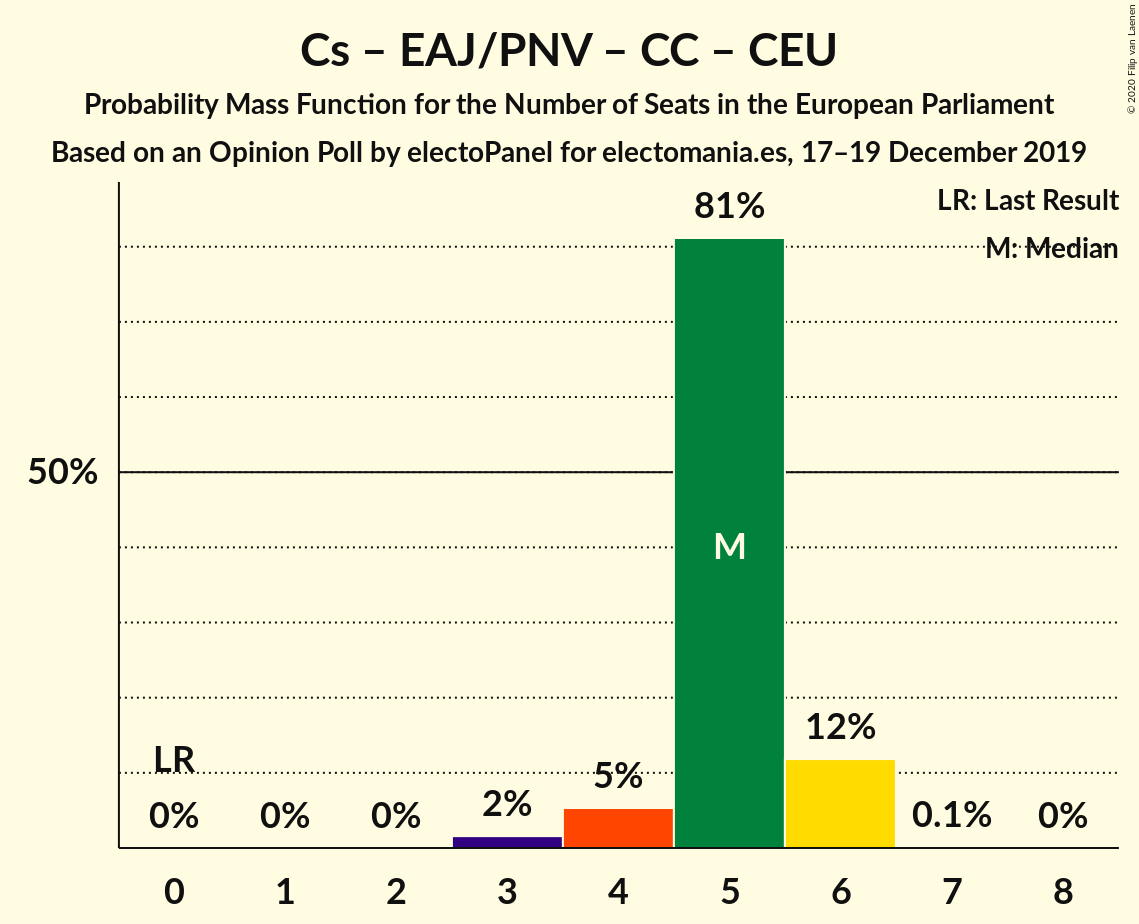 Cs – EAJ/PNV – CC – CEU
Probability Mass Function for the Number of Seats in the European Parliament
Based on an Opinion Poll by electoPanel for electomania.es, 17–19 December 2019
© 2020 Filip van Laenen
LR: Last Result
M: Median
81%
50%
M
12%
LR
5%
2%
0% 0% 0% 0.1% 0%
0 1 2 3 4 5 6 7 8